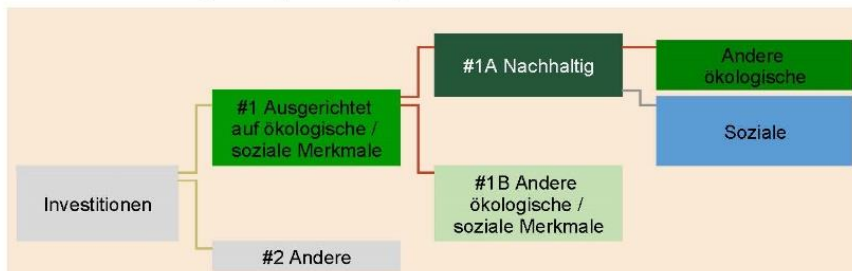 #1A Nachhaltig
Andere
ökologische
#1 Ausgerichtet
auf ökologische /
soziale Merkmale
Soziale
Investitionen
#1B Andere
ökologische /
soziale Merkmale
#2 Andere